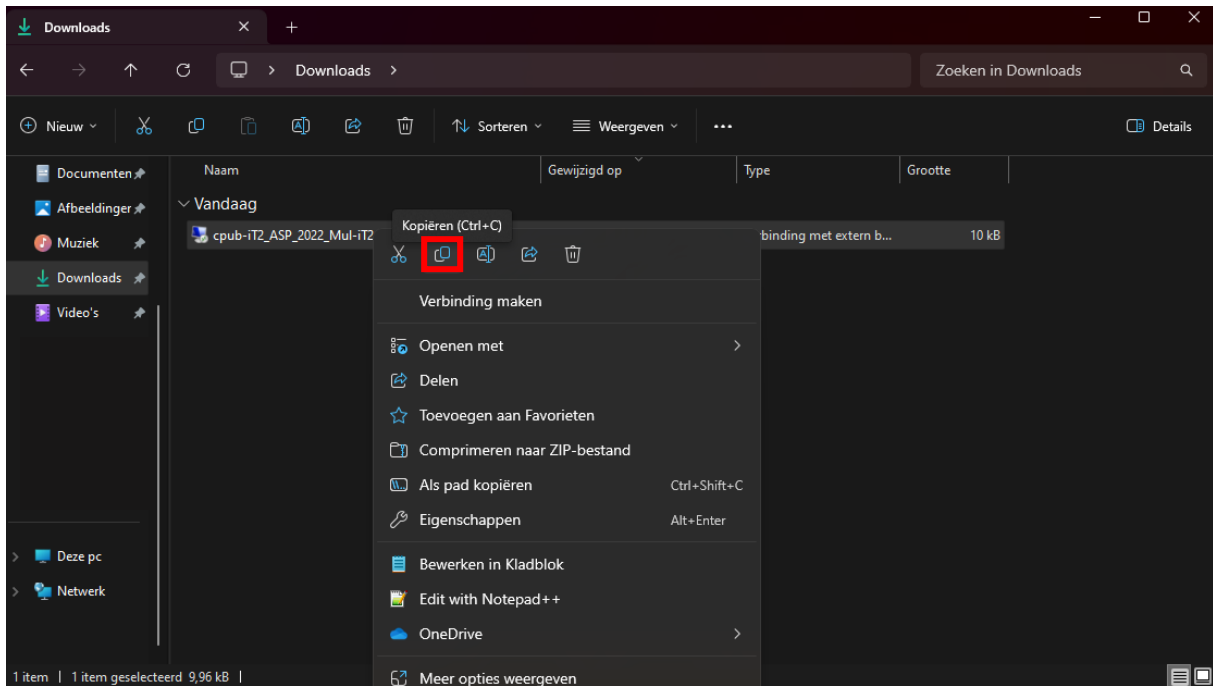 Downloads
Downloads
Zoeken in Downloads
Nieuw
Sorteren
Weergeven
Details
Naam
Gewijzigd op
Type
Grootte
Documenten
Afbeeldinger
Muziek
Downloads
Video's
Deze pc
Netwerk
Vandaag
cpub-iT2_ASP_2022_Mul-iT2
binding met extern b...
10 kB
Kopiëren (Ctrl+C)
Verbinding maken
Openen met
Delen
Toevoegen aan Favorieten
Comprimeren naar ZIP-bestand
Als pad kopiëren Ctrl+Shift+C
Eigenschappen Alt+Enter
Bewerken in Kladblok
Edit with Notepad++
OneDrive
Meer opties weergeven
1 item | 1 item geselecteerd 9,96 kB |